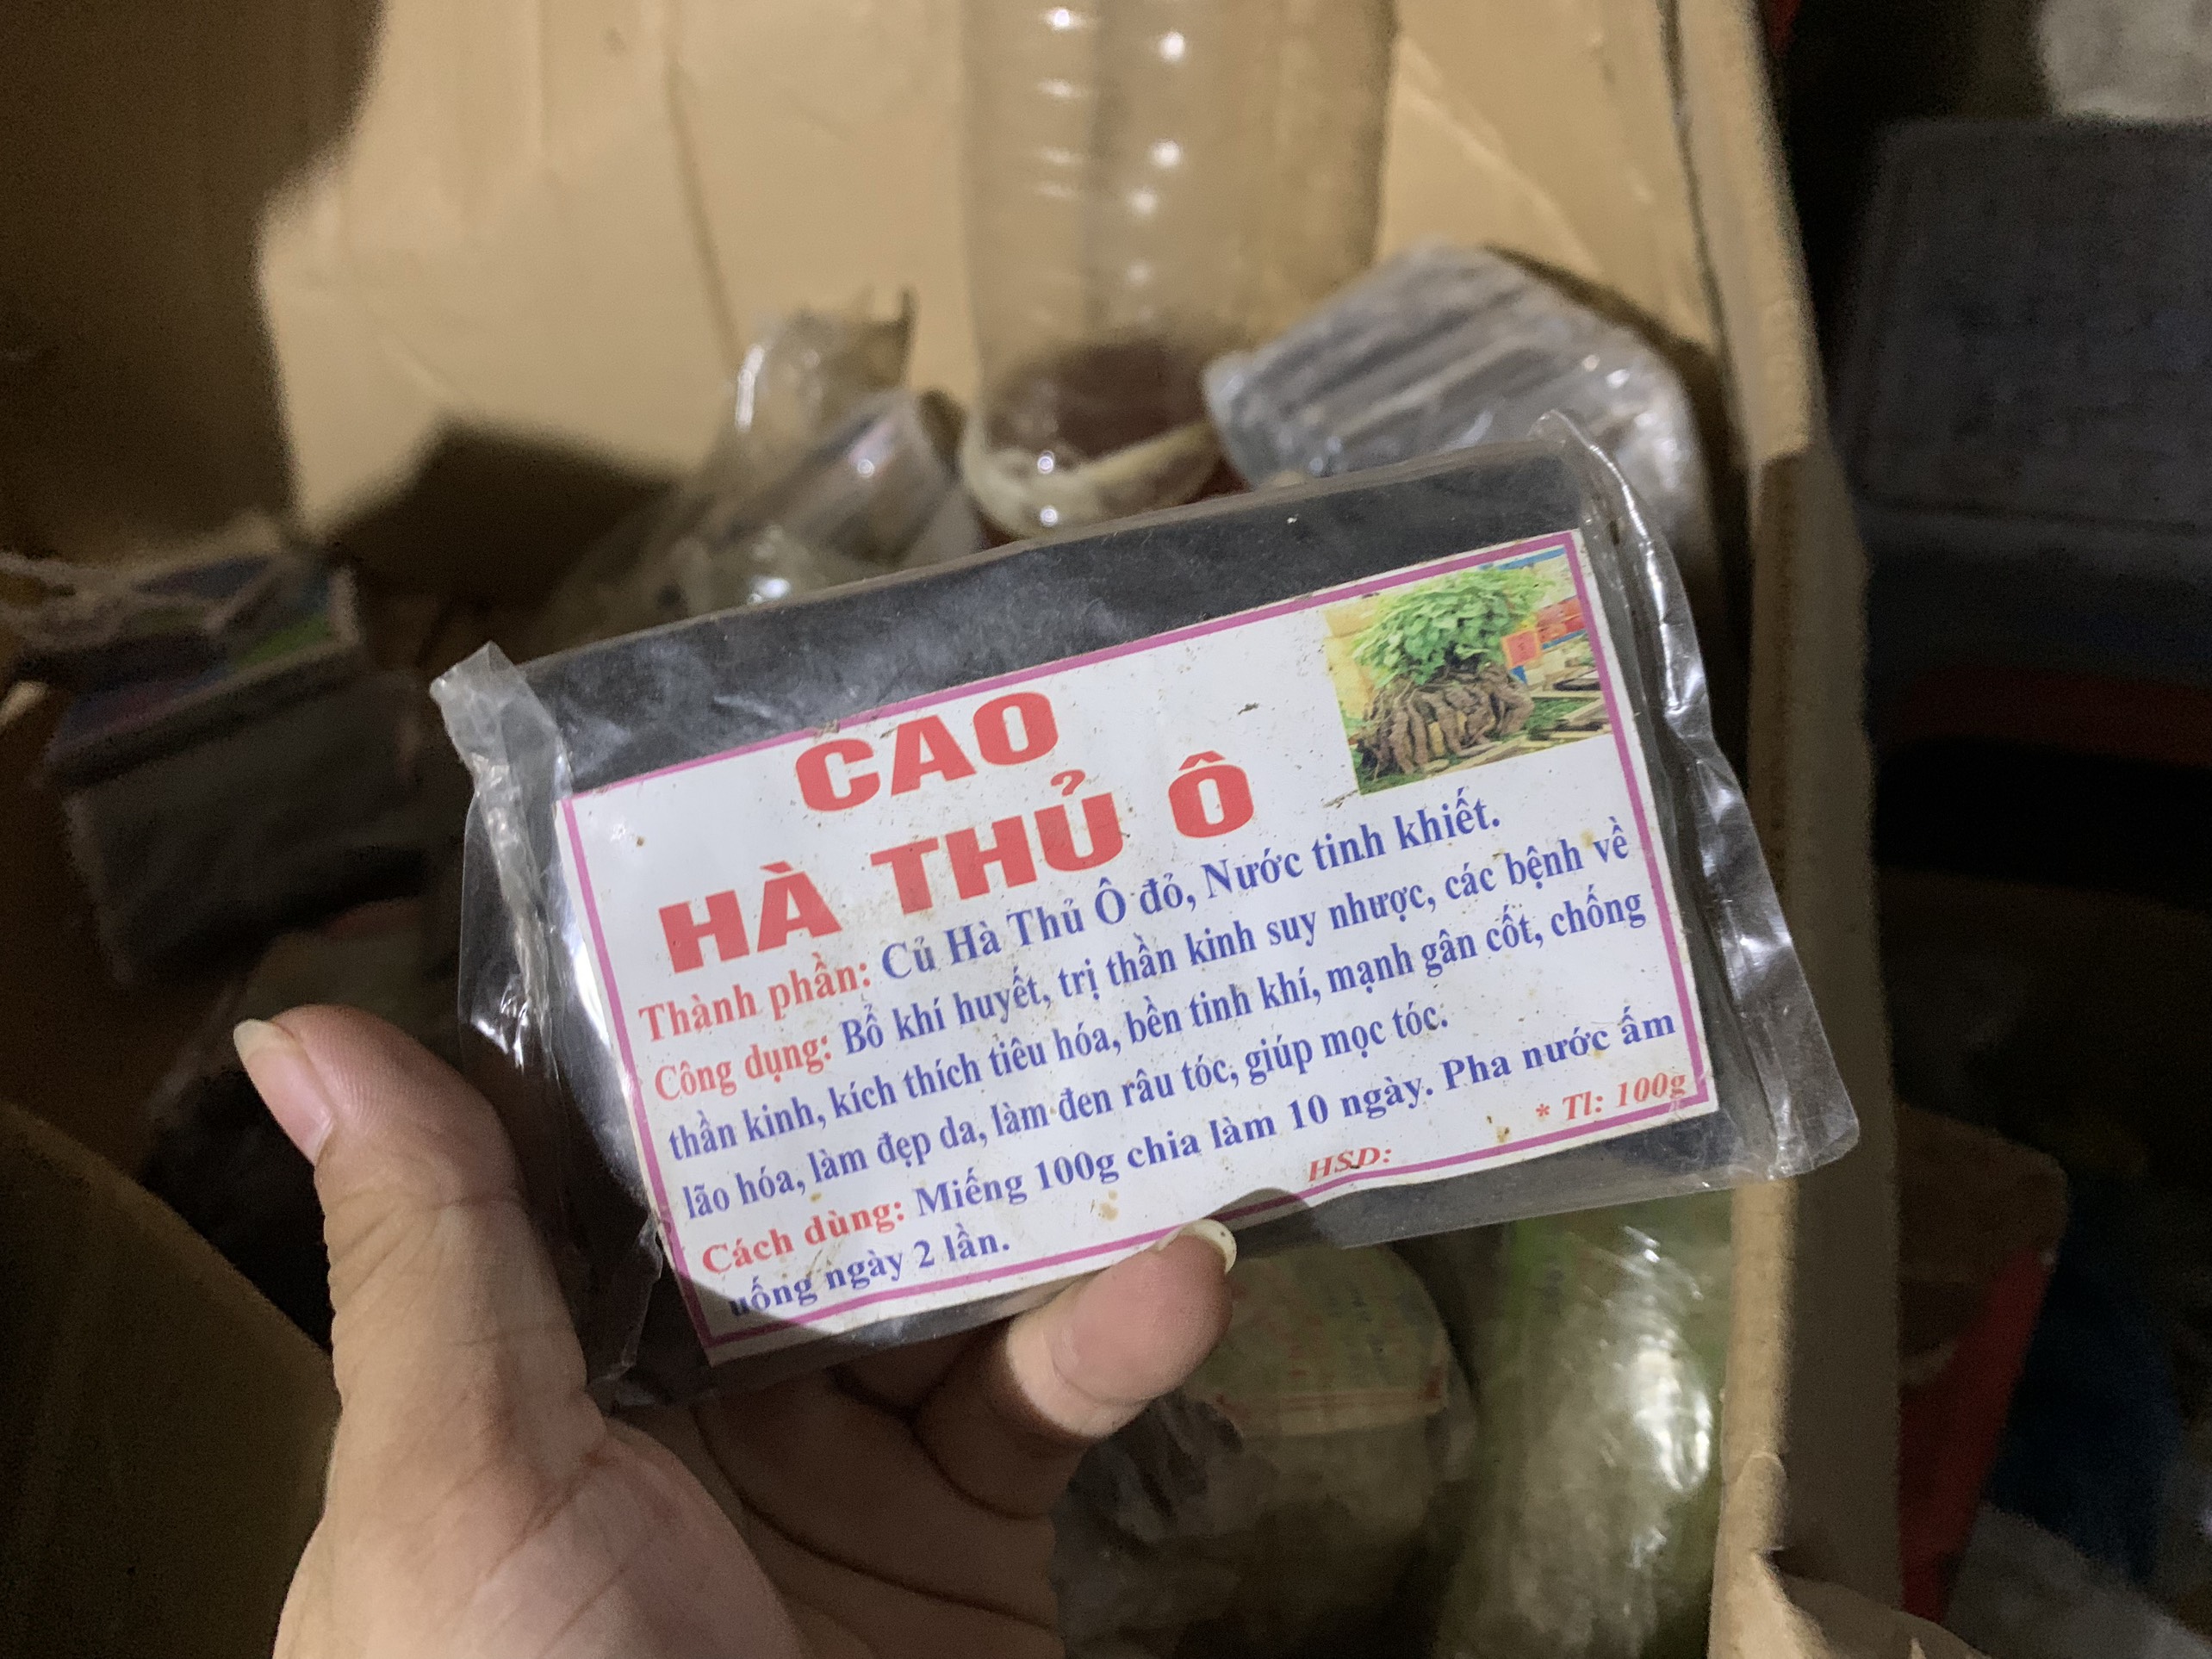 CAO
HÀ THỦ Ô
Thành phần: Củ Hà Thủ Ô đỏ, Nước tinh khiết.
Công dụng: Bổ khí huyết, trị thần kinh suy nhược, các bệnh về
thần kinh, kích thích tiêu hóa, bền tinh khí, mạnh gân cốt, chống
lão hóa, làm đẹp da, làm đen râu tóc, giúp mọc tóc.
Cách dùng: Miếng 100g chia làm 10 ngày. Pha nước ấm
uống ngày 2 lần.
HSD:
* Tl: 100g